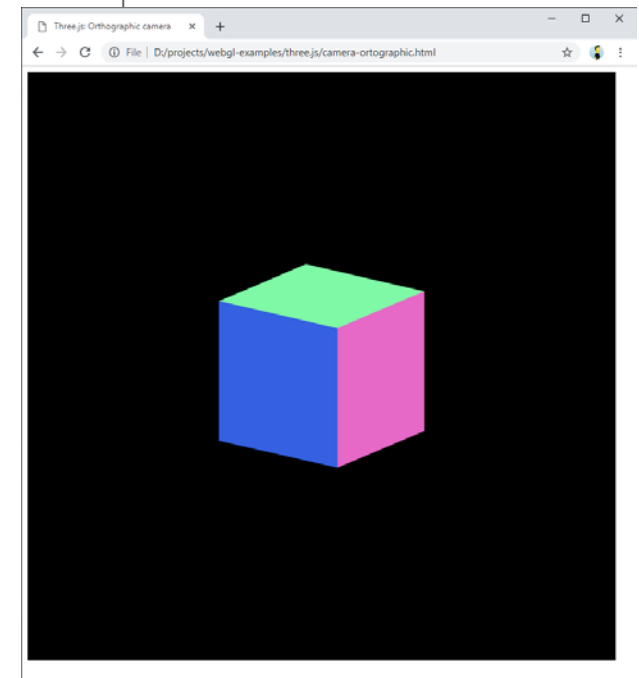 Three.js: Orthographic camera
File | D:/projects/webgl-examples/three.js/camera-ortographic.html